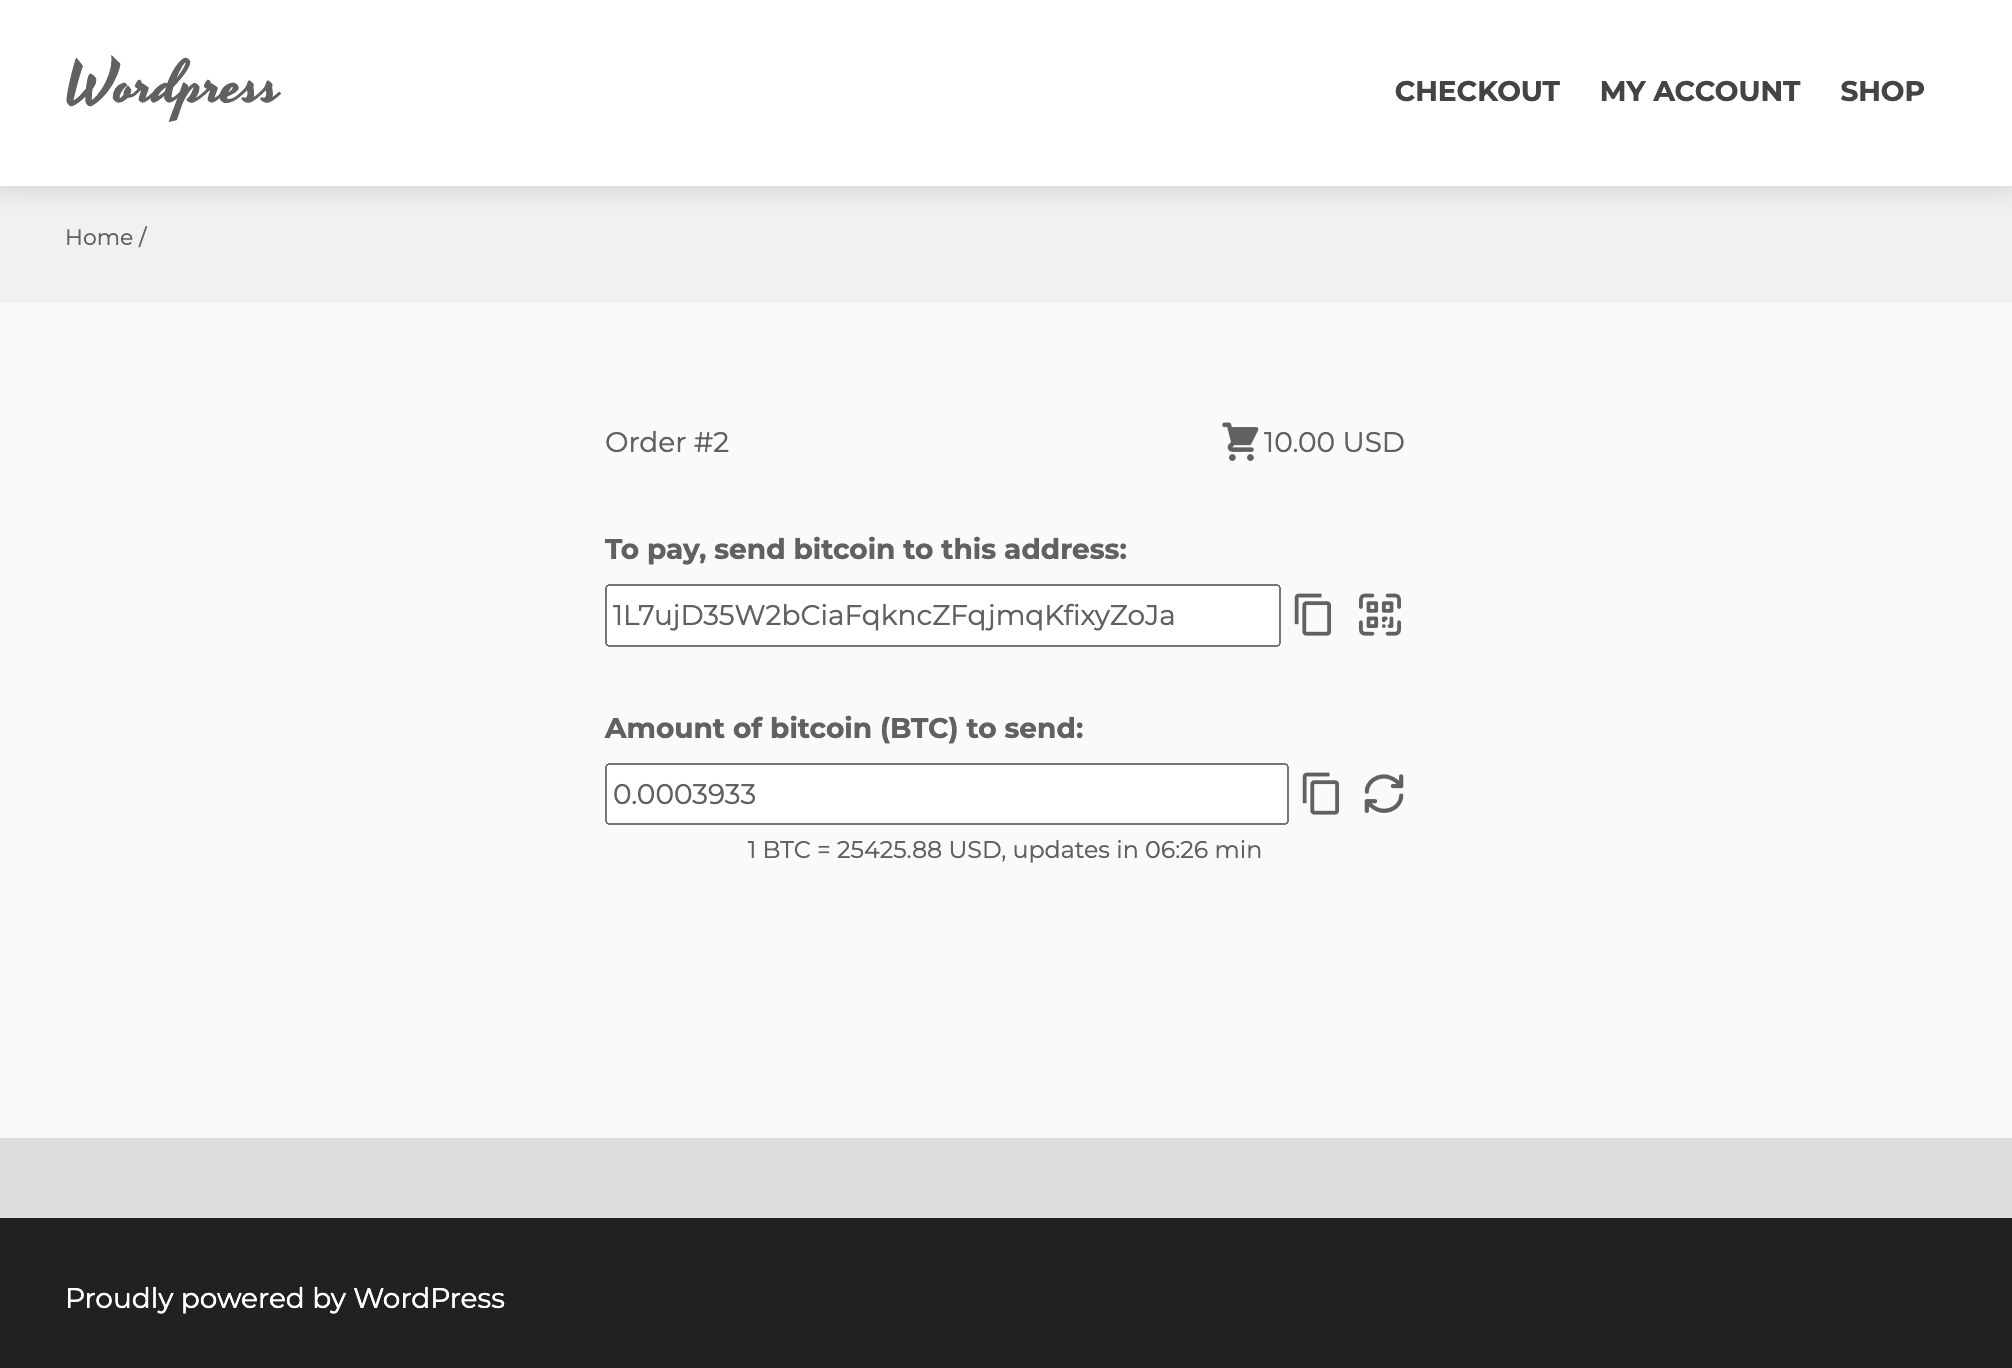 Wordpress
CHECKOUT MY ACCOUNT SHOP
Home /
Order #2 10.00 USD
To pay, send bitcoin to this address:
1L7ujD35W2bCiaFqkncZFqjmqKfixyZoJa
Amount of bitcoin (BTC) to send:
0.0003933
1 BTC = 25425.88 USD, updates in 06:26 min
Proudly powered by WordPress